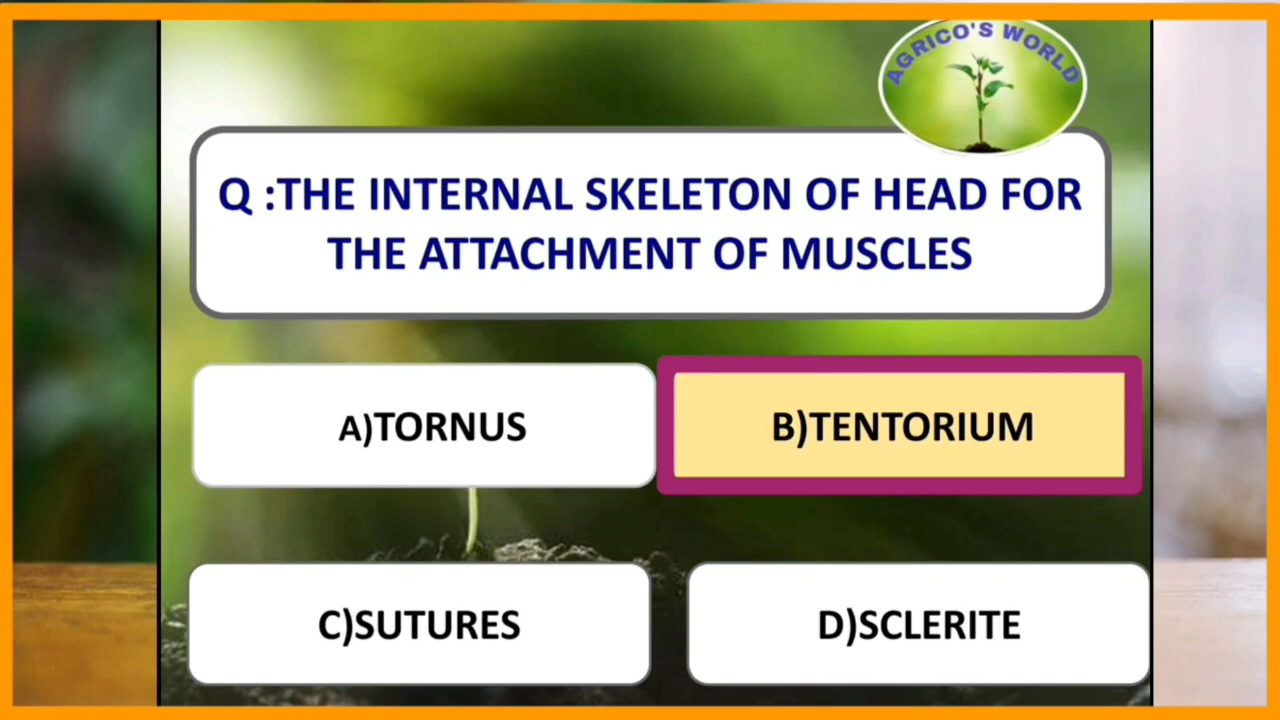 AGRICO'S WORLD
Q :THE INTERNAL SKELETON OF HEAD FOR
THE ATTACHMENT OF MUSCLES
A)TORNUS
B)TENTORIUM
C)SUTURES
D)SCLERITE